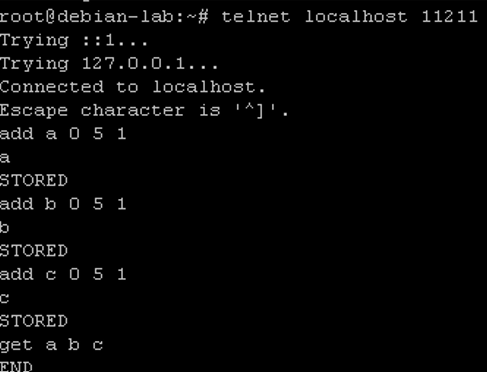 root@debian-lab:~# telnet localhost 11211
Trying ::1...
Trying 127.0.0.1...
Connected to localhost.
Escape character is '^]'.
add a 0 5 1
a
STORED
add b 0 5 1
b
STORED
add c 0 5 1
c
STORED
get a b c
END